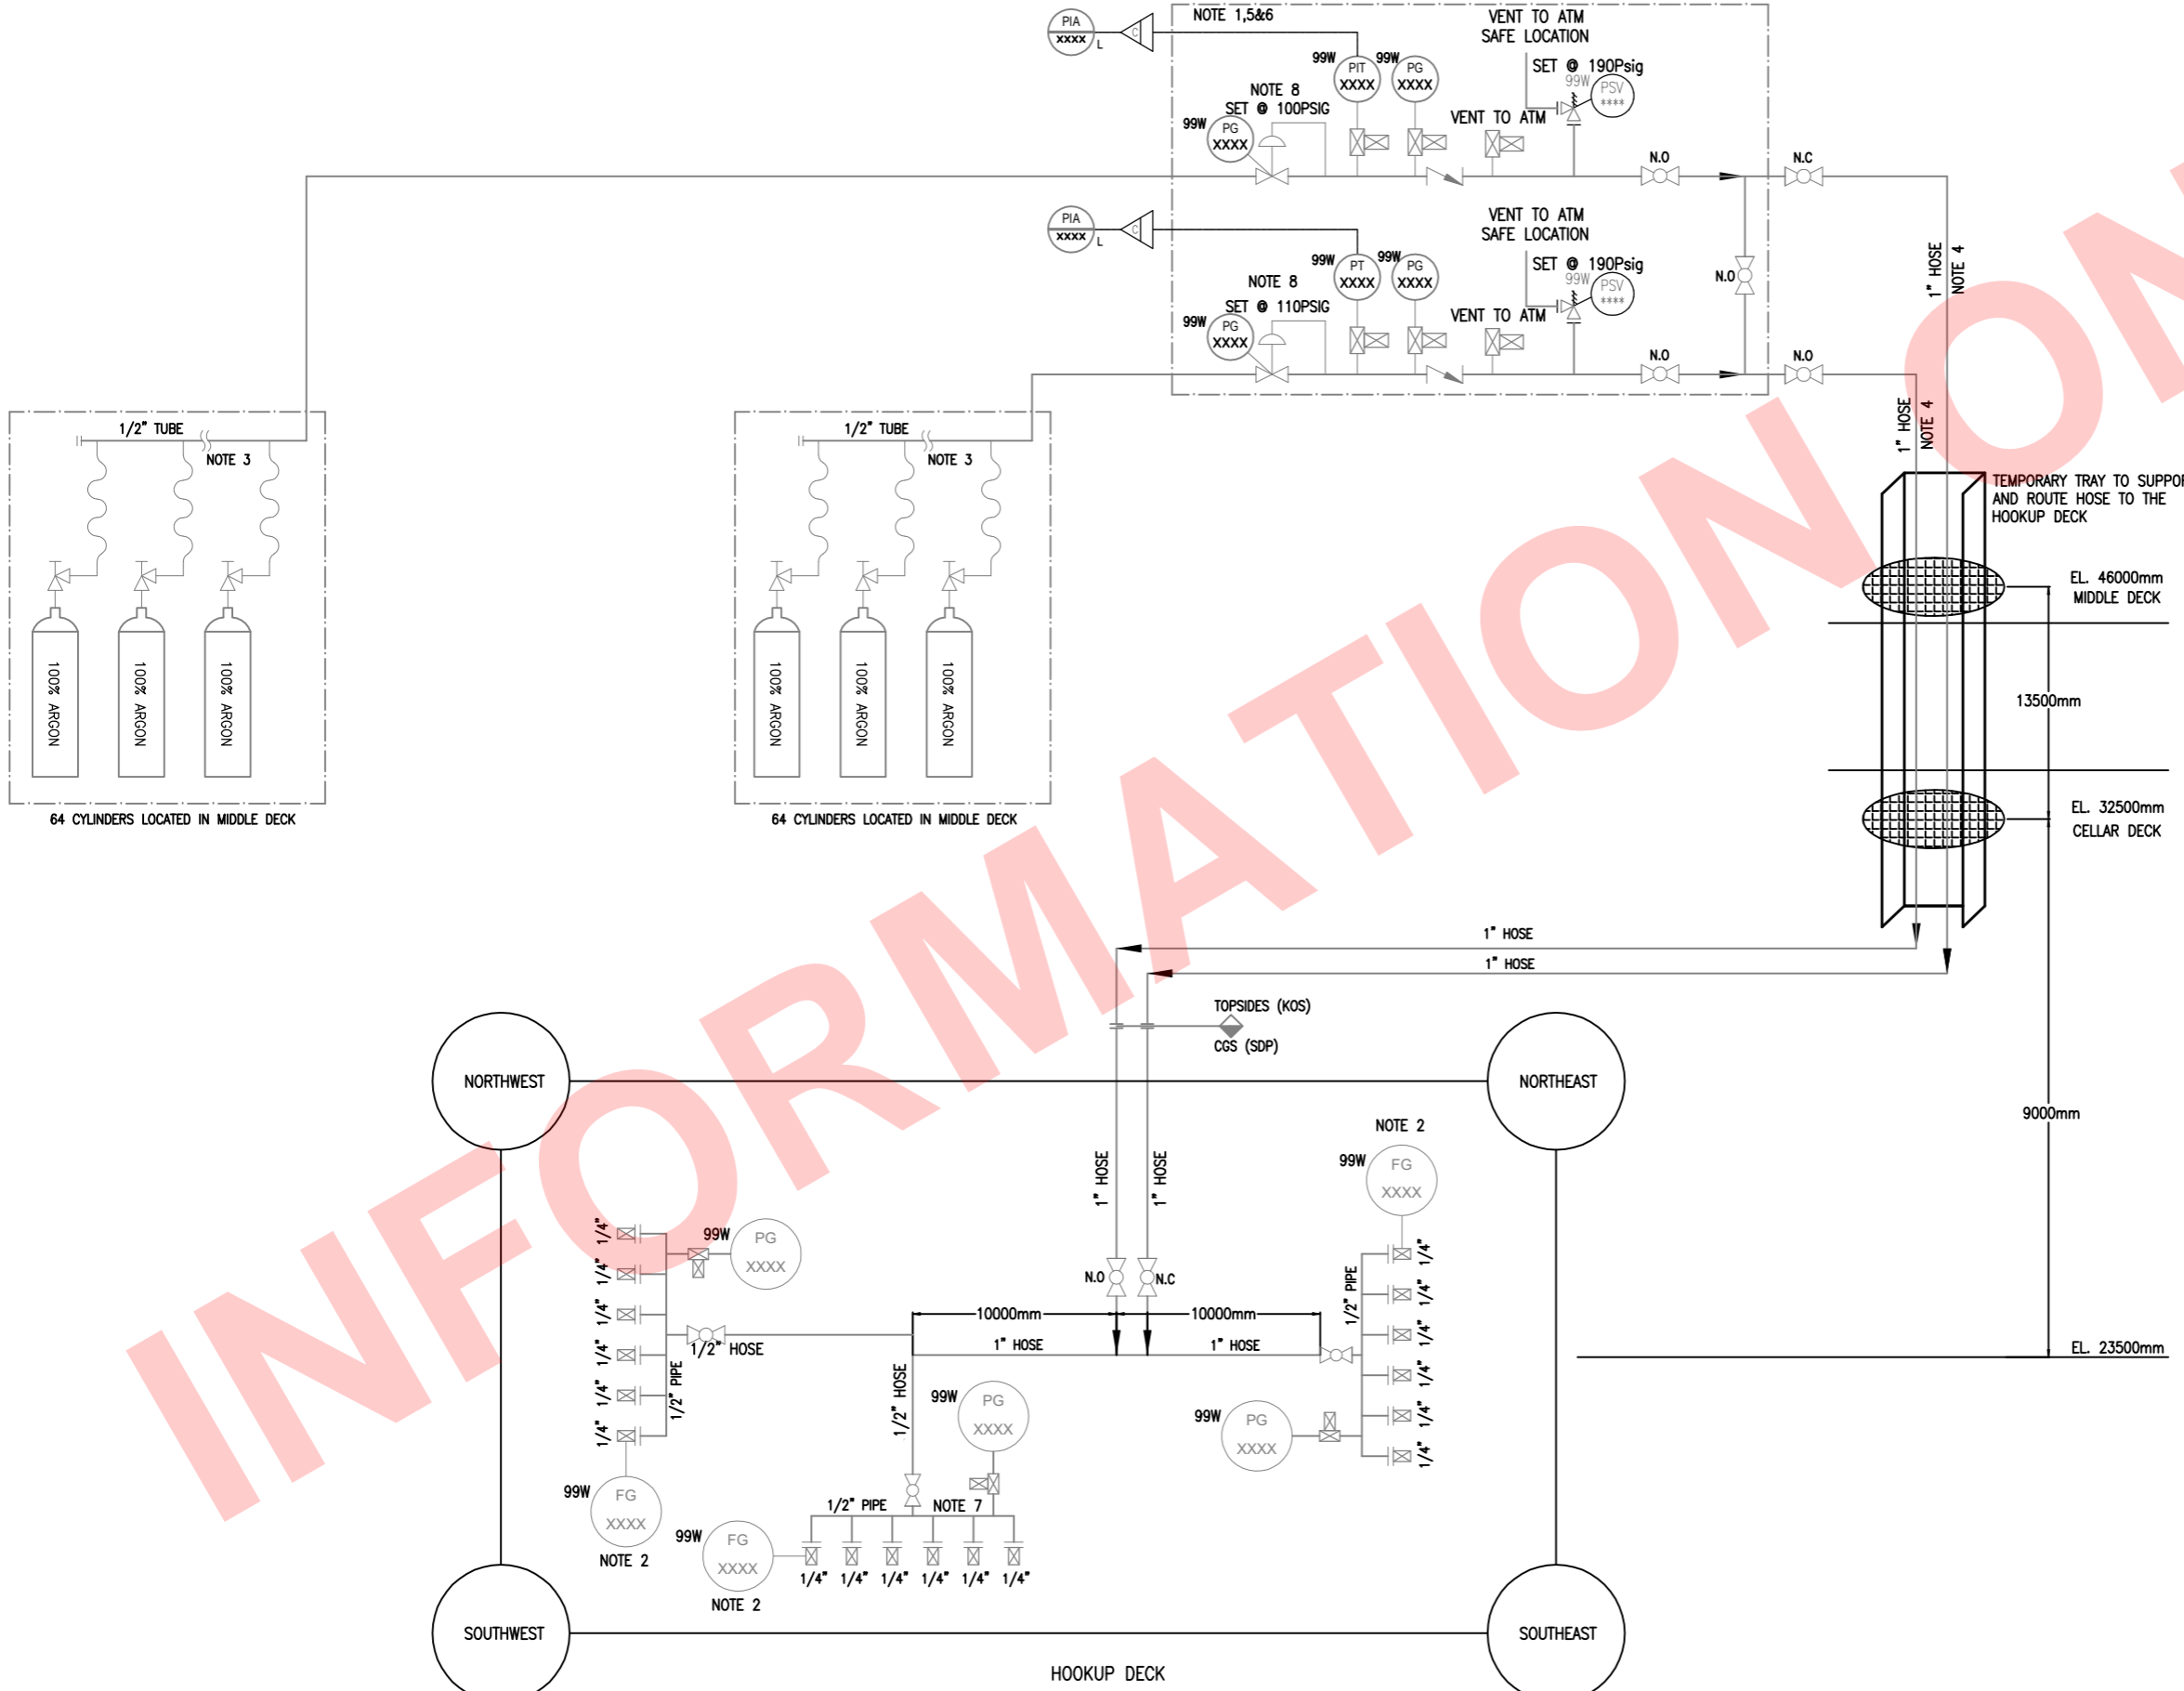 PIA
XXXX
L
C
NOTE 1,5&6
VENT TO ATM
SAFE LOCATION
99W
PIT
XXXX
99W
PG
XXXX
SET @ 190Psig
99W
PSV
****
NOTE 8
SET @ 100PSIG
99W
PG
XXXX
VENT TO ATM
N.O
N.C
PIA
XXXX
L
C
VENT TO ATM
SAFE LOCATION
99W
PT
XXXX
99W
PG
XXXX
SET @ 190Psig
99W
PSV
****
N.O
NOTE 8
SET @ 110PSIG
99W
PG
XXXX
VENT TO ATM
N.O
N.O
1" HOSE
NOTE 4
1" HOSE
NOTE 4
1/2" TUBE
NOTE 3
100% ARGON
100% ARGON
100% ARGON
64 CYLINDERS LOCATED IN MIDDLE DECK
1/2" TUBE
NOTE 3
100% ARGON
100% ARGON
100% ARGON
64 CYLINDERS LOCATED IN MIDDLE DECK
TEMPORARY TRAY TO SUPPOR
AND ROUTE HOSE TO THE
HOOKUP DECK
EL. 46000mm
MIDDLE DECK
13500mm
EL. 32500mm
CELLAR DECK
9000mm
EL. 23500mm
1" HOSE
1" HOSE
TOPSIDES (KOS)
CGS (SDP)
NORTHWEST
NORTHEAST
1" HOSE
1" HOSE
N.O
N.C
NOTE 2
99W
FG
XXXX
1/2" PIPE
1/4"
1/4"
1/4"
1/4"
1/4"
1/4"
99W
PG
XXXX
10000mm
10000mm
1" HOSE
1" HOSE
1/4"
1/4"
1/4"
1/4"
1/4"
1/4"
99W
PG
XXXX
1/2" HOSE
1/2" PIPE
99W
FG
XXXX
NOTE 2
1/2" HOSE
99W
PG
XXXX
1/2" PIPE
NOTE 7
99W
FG
XXXX
NOTE 2
1/4"
1/4"
1/4"
1/4"
1/4"
1/4"
SOUTHWEST
SOUTHEAST
HOOKUP DECK
INFORMATION ON